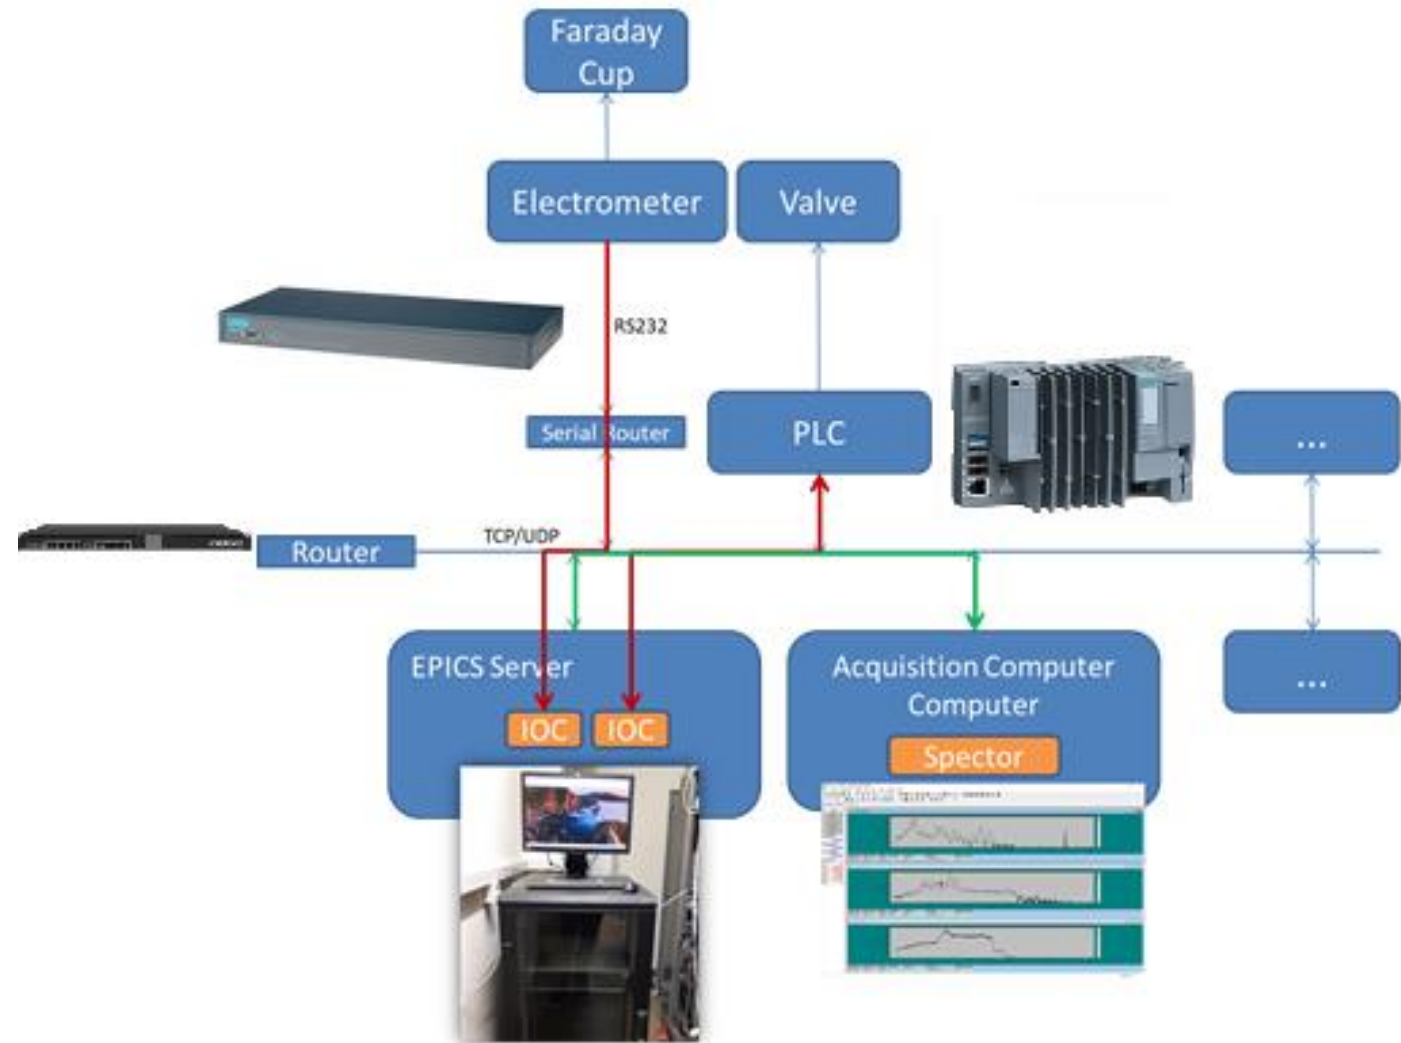 Faraday
Cup
Electrometer
Valve
RS232
Serial Router
PLC
...
TCP/UDP
Router
EPICS Server
IOC
IOC
Acquisition Computer
Computer
Spector
...